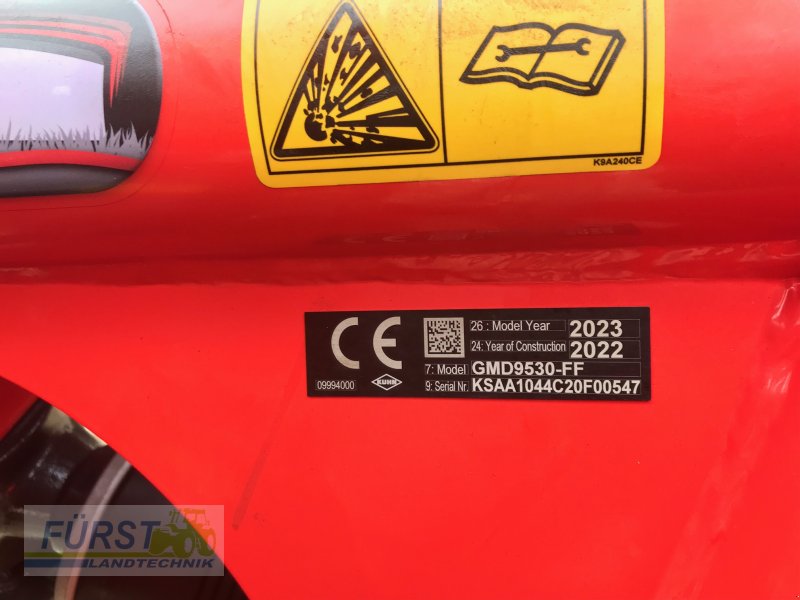 K9A240CE
CE
26 : Model Year 2023
24: Year of Construction 2022
7: Model GMD9530-FF
9: Serial Nr. KSAA1044C20F00547
09994000
KUHN
FÜRST
LANDTECHNIK